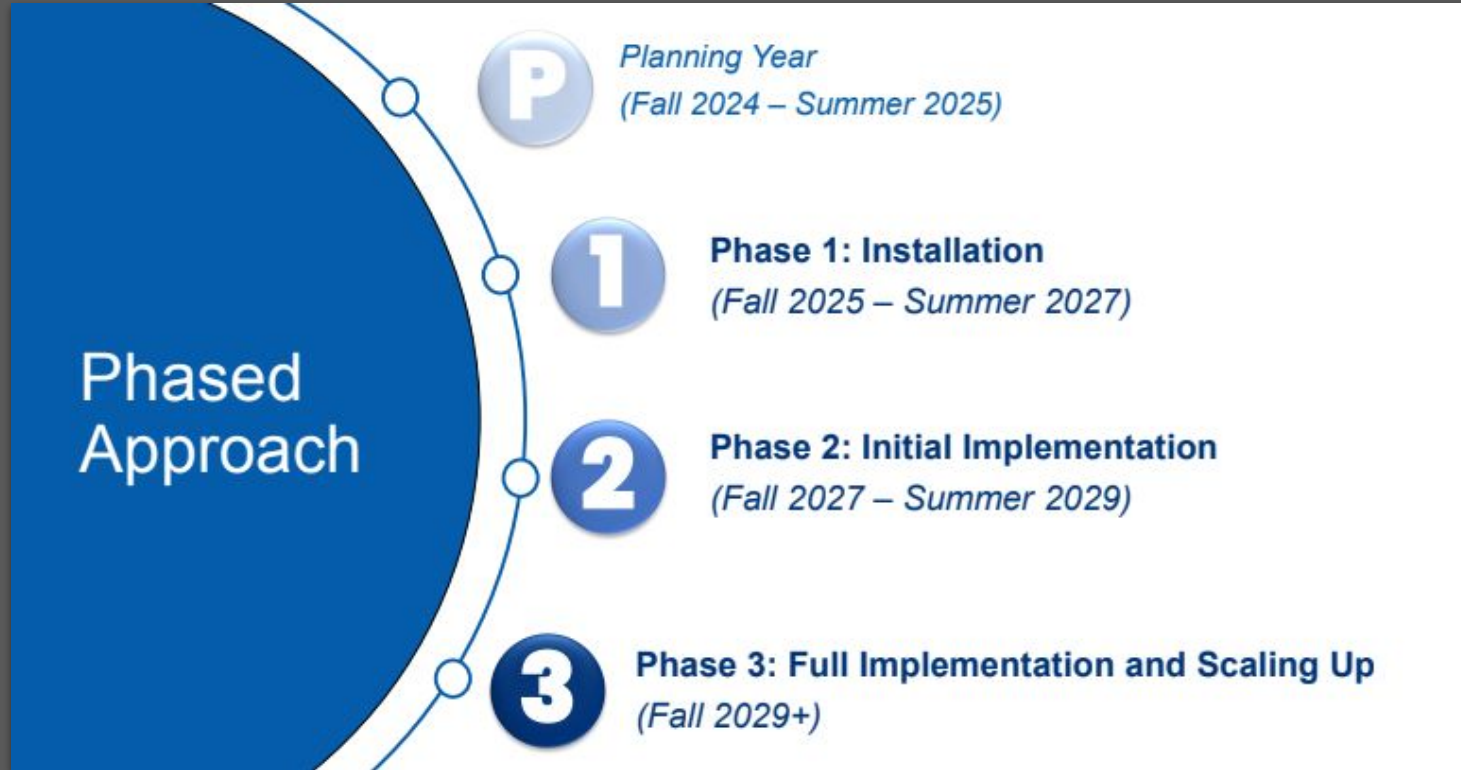 Phased
Approach
P
Planning Year
(Fall 2024 – Summer 2025)
1
Phase 1: Installation
(Fall 2025 – Summer 2027)
2
Phase 2: Initial Implementation
(Fall 2027 – Summer 2029)
3
Phase 3: Full Implementation and Scaling Up
(Fall 2029+)